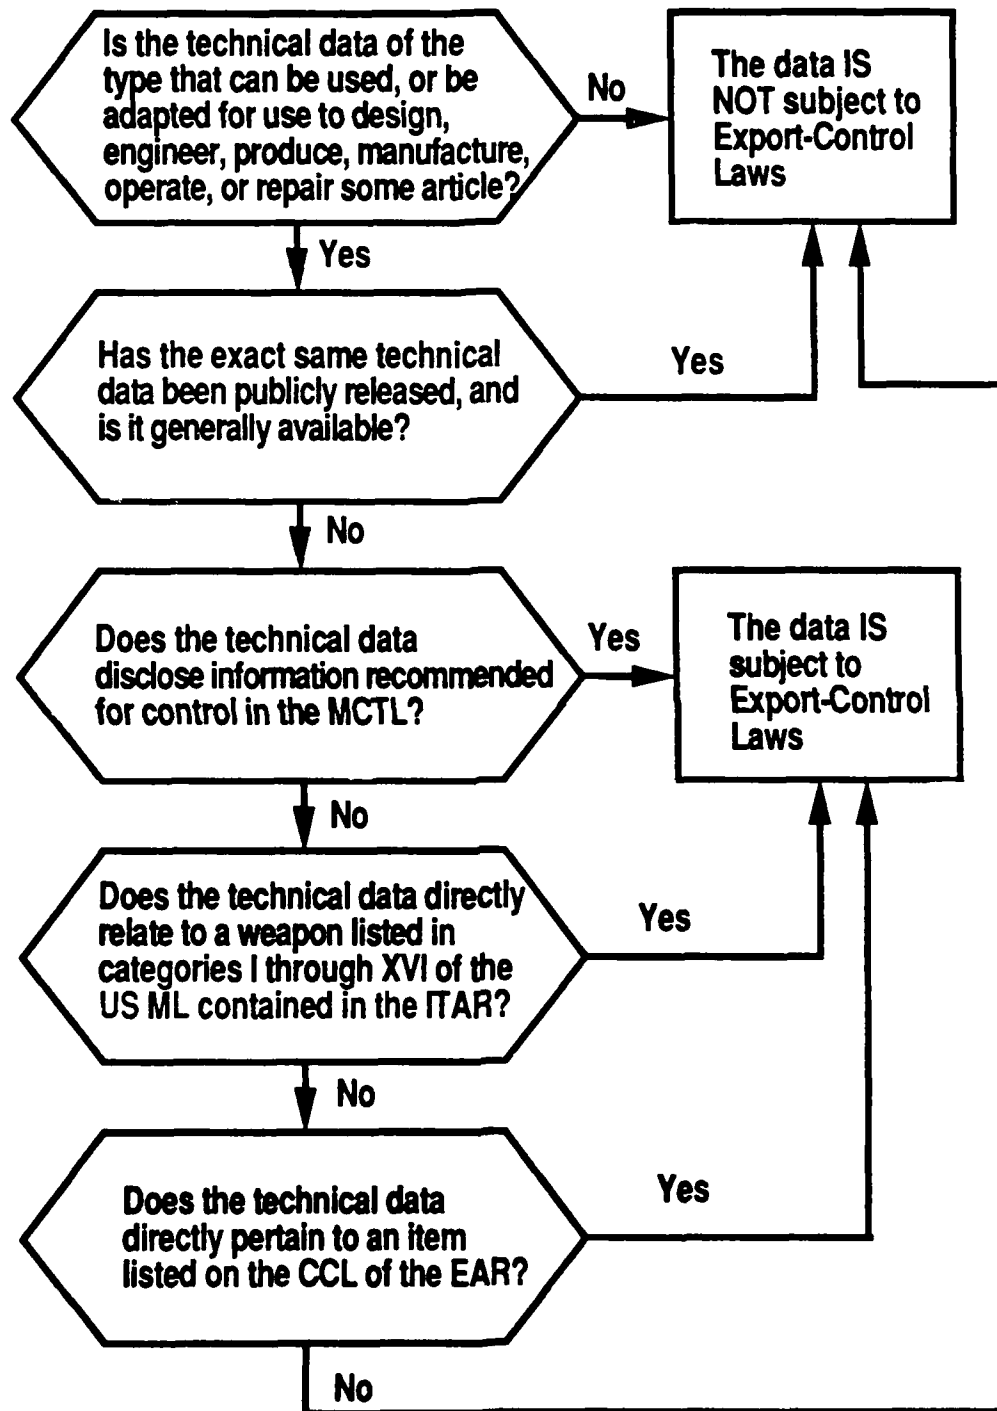 Is the technical data of the
type that can be used, or be
adapted for use to design,
engineer, produce, manufacture,
operate, or repair some article?
No
The data IS
NOT subject to
Export-Control
Laws
Yes
Has the exact same technical
data been publicly released, and
is it generally available?
Yes
No
Does the technical data
disclose information recommended
for control in the MCTL?
Yes
The data IS
subject to
Export-Control
Laws
No
Does the technical data directly
relate to a weapon listed in
categories I through XVI of the
US ML contained in the ITAR?
Yes
No
Does the technical data
directly pertain to an item
listed on the CCL of the EAR?
Yes
No